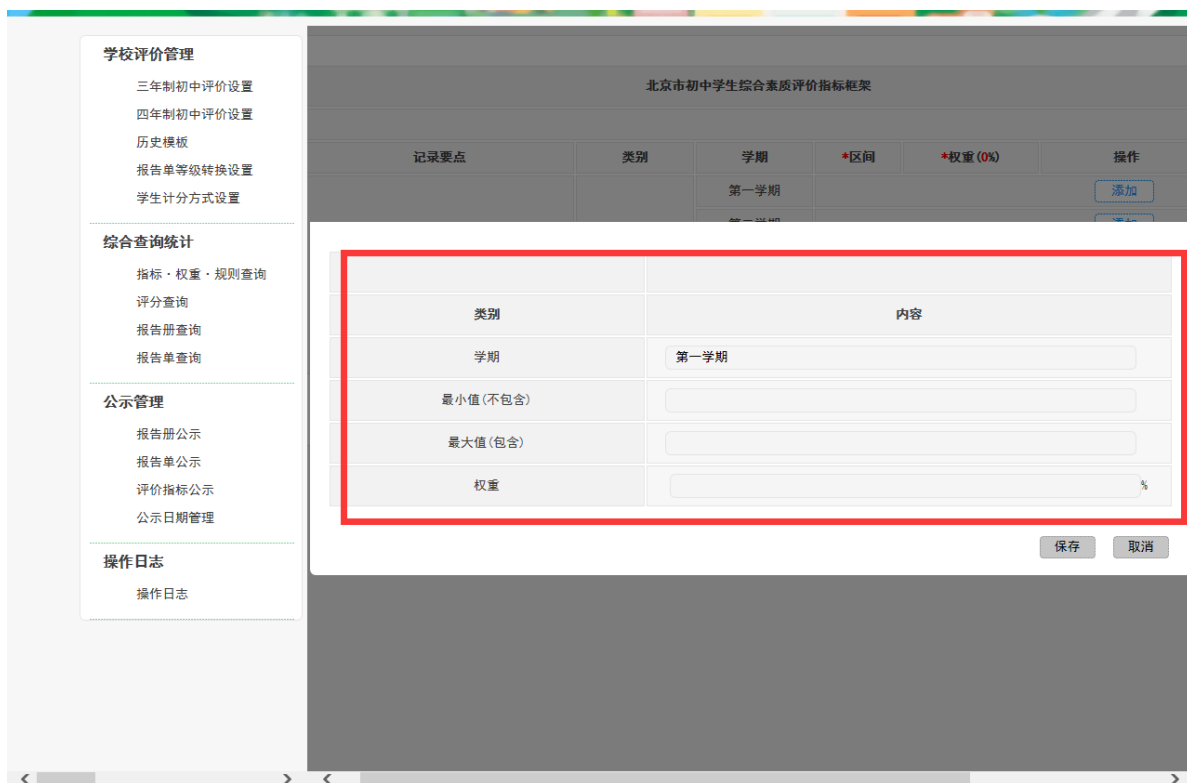 学校评价管理
三年制初中评价设置
四年制初中评价设置
历史模板
报告单等级转换设置
学生计分方式设置
综合查询统计
指标·权重·规则查询
评分查询
报告册查询
报告单查询
公示管理
报告册公示
报告单公示
评价指标公示
公示日期管理
操作日志
操作日志
北京市初中学生综合素质评价指标框架
记录要点 类别 学期 *区间 *权重(0%) 操作
第一学期 添加
第二学期 添加
类别 内容
学期 第一学期
最小值(不包含)
最大值(包含)
权重 %
保存 取消